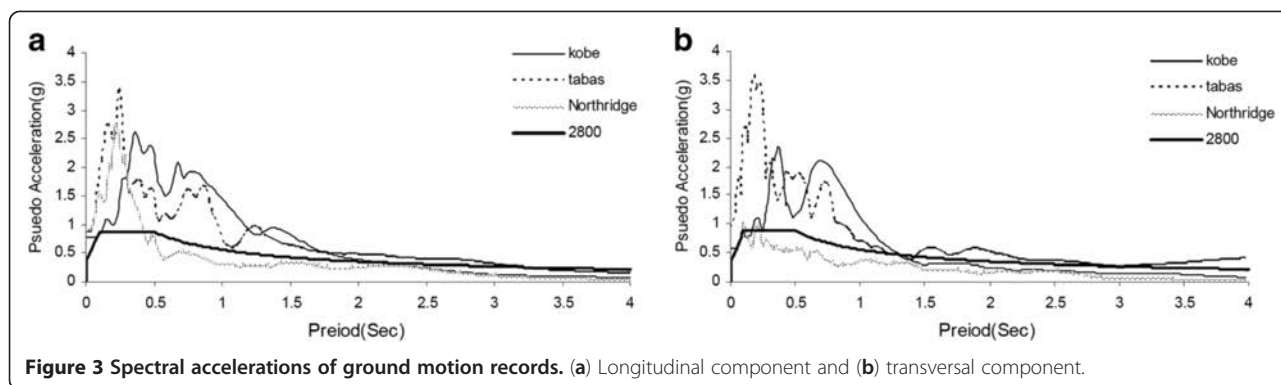 a
4
3.5
3
2.5
2
1.5
1
0.5
0
Psuedo Acceleration(g)
0 0.5 1 1.5 2 2.5 3 3.5 4
Preiod(Sec)
kobe
tabas
Northridge
2800
b
4
3.5
3
2.5
2
1.5
1
0.5
0
Psuedo Acceleration(g)
0 0.5 1 1.5 2 2.5 3 3.5 4
Preiod(Sec)
kobe
tabas
Northridge
2800
Figure 3 Spectral accelerations of ground motion records. (a) Longitudinal component and (b) transversal component.